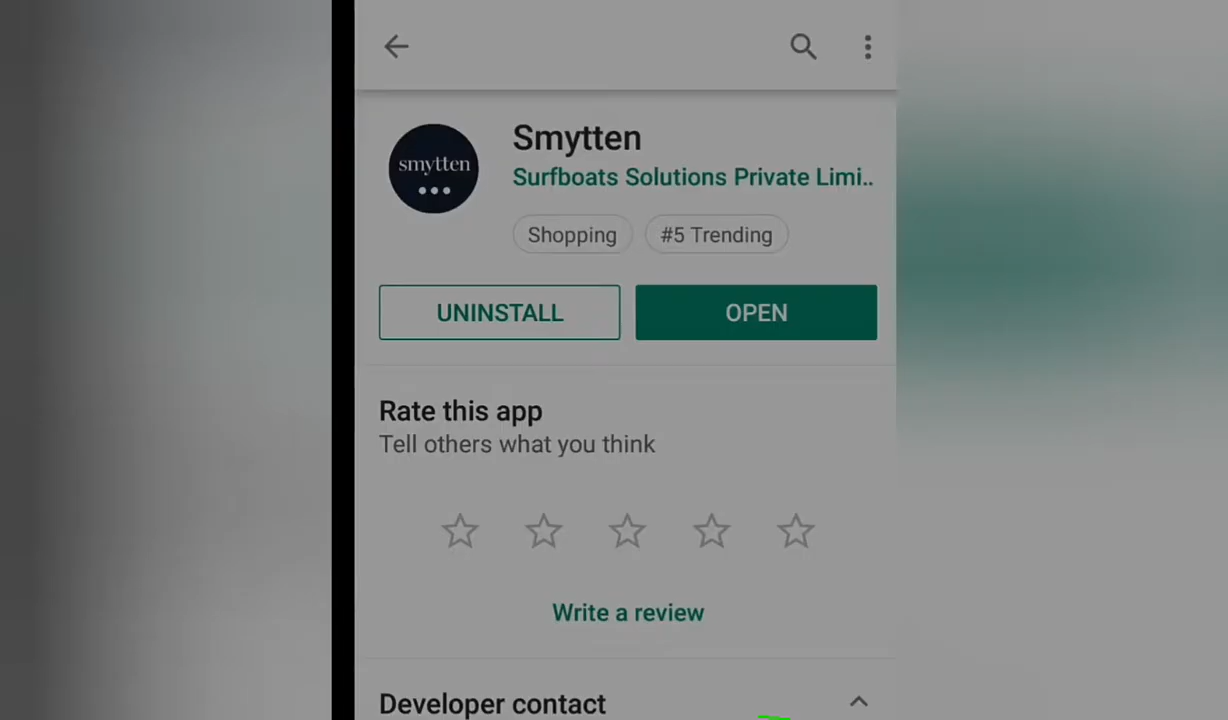 smytten
Smytten
Surfboats Solutions Private Limi..
Shopping
#5 Trending
UNINSTALL
OPEN
Rate this app
Tell others what you think
Write a review
Developer contact